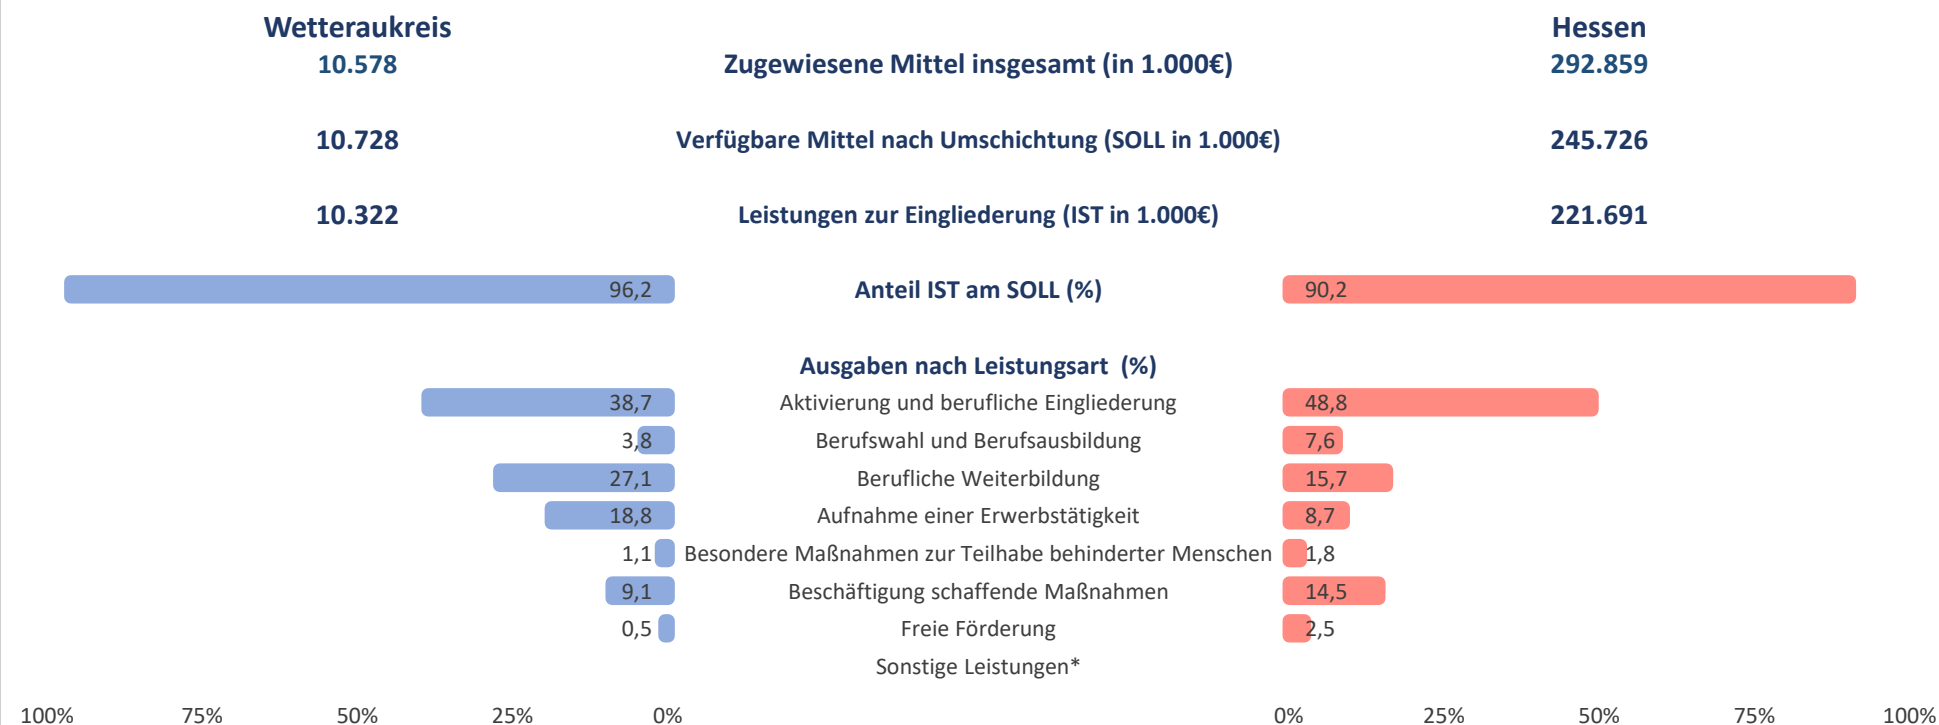 Wetteraukreis Hessen
10.578 Zugewiesene Mittel insgesamt (in 1.000€) 292.859
10.728 Verfügbare Mittel nach Umschichtung (SOLL in 1.000€) 245.726
10.322 Leistungen zur Eingliederung (IST in 1.000€) 221.691
96,2 Anteil IST am SOLL (%) 90,2
Ausgaben nach Leistungsart (%)
38,7 Aktivierung und berufliche Eingliederung 48,8
3,8 Berufswahl und Berufsausbildung 7,6
27,1 Berufliche Weiterbildung 15,7
18,8 Aufnahme einer Erwerbstätigkeit 8,7
1,1 Besondere Maßnahmen zur Teilhabe behinderter Menschen 1,8
9,1 Beschäftigung schaffende Maßnahmen 14,5
0,5 Freie Förderung 2,5
Sonstige Leistungen*
100% 75% 50% 25% 0% 0% 25% 50% 75% 100%